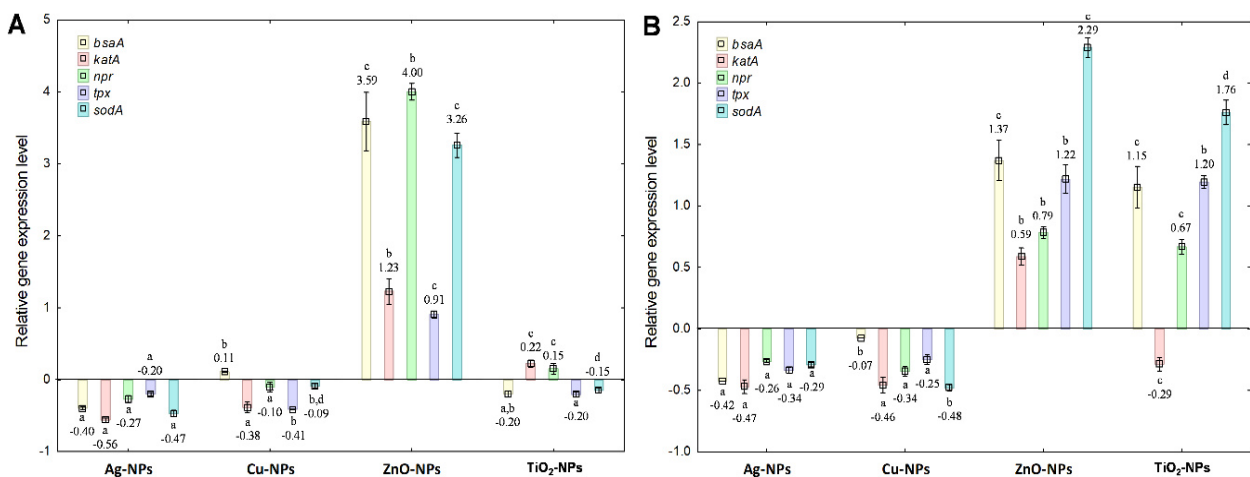 A
Relative gene expression level
5
4
3
2
1
0
-1
bsaA
katA
npr
tpx
sodA
a
-0.40
a
-0.56
a
-0.27
a
-0.20
a
-0.47
b
0.11
a
-0.38
a
-0.10
b
-0.41
b,d
-0.09
c
3.59
b
1.23
b
4.00
c
0.91
c
3.26
a,b
-0.20
c
0.22
c
0.15
a
-0.20
d
-0.15
Ag-NPs
Cu-NPs
ZnO-NPs
TiO₂-NPs
B
Relative gene expression level
2.5
2.0
1.5
1.0
0.5
0.0
-0.5
-1.0
bsaA
katA
npr
tpx
sodA
a
-0.42
a
-0.47
a
-0.26
a
-0.34
a
-0.29
b
-0.07
a
-0.46
a
-0.34
a
-0.25
b
-0.48
c
1.37
b
0.59
b
0.79
b
1.22
c
2.29
c
1.15
c
-0.29
c
0.67
b
1.20
d
1.76
Ag-NPs
Cu-NPs
ZnO-NPs
TiO₂-NPs